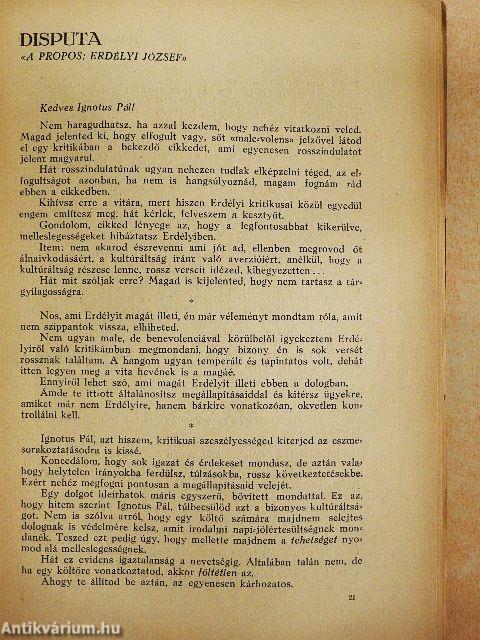 DISPUTA
«A PROPOS: ERDÉLYI JÓZSEF»
Kedves Ignotus Pál!
Nem haragudhatsz, ha azzal kezdem, hogy nehéz vitatkozni veled.
Magad jelented ki, hogy elfogult vagy, sőt «male-volens» jelzővel látod
el egy kritikában a bekezdő cikkedet, ami egyenesen rosszindulatot
jelent magyarul.
Hát rosszindulatúnak ugyan nehezen tudlak elképzelni téged, az el-
fogultságot azonban, ha nem is hangsúlyoznád, magam fognám rád
ebben a cikkedben.
Kihívsz erre a vitára, mert hiszen Erdélyi kritikusai közül egyedül
engem említesz meg, hát kérlek, felveszem a kesztyűt.
Gondolom, cikked lényege az, hogy a legfontosabbat kikerülve,
melleslegességeket hibáztatsz Erdélyiben.
Item: nem akarod észrevenni ami jót ad, ellenben megrovod őt
álnaivkodásáért, a kultúráltság iránt való averzióiért, anélkül, hogy a
kultúráltság részese lenne, rossz verseit idézed, kihegyezetten...
Hát mit szóljak erre? Magad is kijelented, hogy nem tartasz a tár-
gyilagosságra.
*
Nos, ami Erdélyit magát illeti, én már véleményt mondtam róla, amit
nem szippantok vissza, elhiheted.
Nem ugyan male, de benevolenciával körülbelől igyekeztem Erdé-
lyiről való kritikámban megmondani, hogy bizony én is sok versét
rossznak találtam. A hangom ugyan temperált és tapintatos volt, dehát
itten legyen meg a vita hevének is a magáé.
Ennyiről lehet szó, ami magát Erdélyit illeti ebben a dologban.
Ámde te ittott általánosítsz megállapításaiddal és kitérsz ügyekre,
amiket már nem Erdélyire, hanem bárkire vonatkozóan, okvetlen kon-
trollálni kell.
*
Ignotus Pál, azt hiszem, kritikusi szeszélyességed kiterjed az eszme-
sorakoztatásodra is kissé.
Koncedálom, hogy sok igazat és érdekeset mondasz, de aztán vala-
hogy helytelen irányokba ferdülsz, túlzásokba, rossz következtetésekbe.
Ezért nehéz megfogni pontosan a megállapításaid velejét.
Egy dolgot ideírhatok máris egyszerű, bővített mondattal. Ez az,
hogy hitem szerint Ignotus Pál, túlbecsülöd azt a bizonyos kultúráltsá-
got. Nem is szólva arról, hogy egy költő számára majdnem selejtes
dolognak is védelmére kelsz, amit irodalmi napi-jólértesültségnek mon-
danék. Teszed ezt pedig úgy, hogy mellette majdnem a tehetséget nyo-
mod alá melleslegességnek.
Hát ez evidens igaztalanság a nevetségig. Általában talán nem, de
ha egy költőre vonatkoztatod, akkor föltétlen az.
Ahogy te állítod be aztán, az egyenesen kárhozatos.
21
Antikvárium.hu